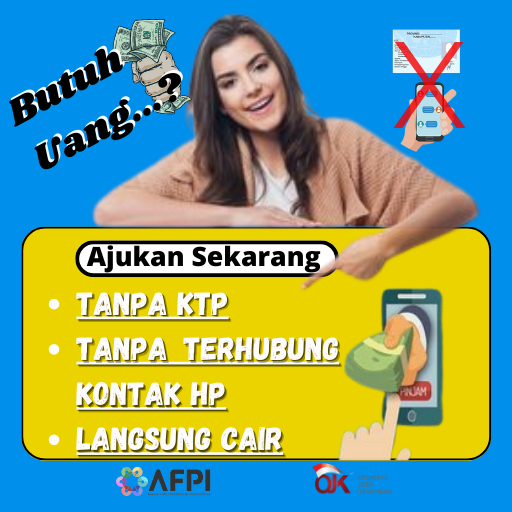 Butuh
Uang...?
Ajukan Sekarang
TANPA KTP
TANPA TERHUBUNG
KONTAK HP
LANGSUNG CAIR
PINJAM
AFPI
OJK